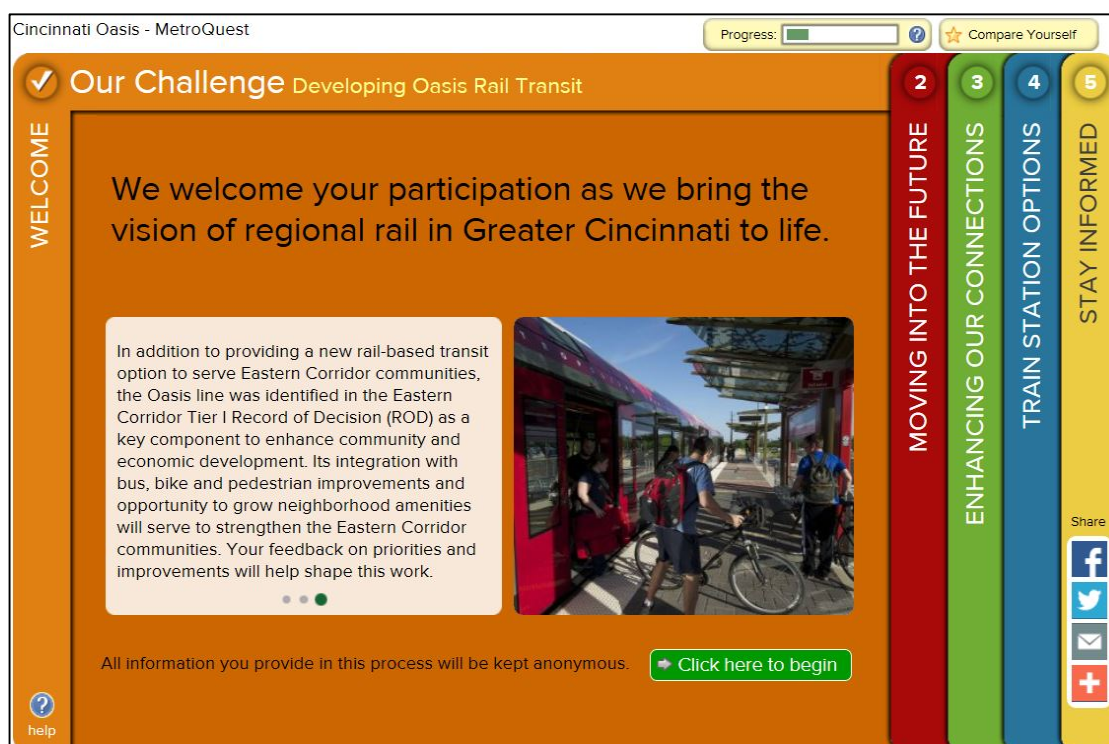 Cincinnati Oasis - MetroQuest
Progress:
?
Compare Yourself
Our Challenge Developing Oasis Rail Transit
WELCOME
We welcome your participation as we bring the
vision of regional rail in Greater Cincinnati to life.
In addition to providing a new rail-based transit
option to serve Eastern Corridor communities,
the Oasis line was identified in the Eastern
Corridor Tier I Record of Decision (ROD) as a
key component to enhance community and
economic development. Its integration with
bus, bike and pedestrian improvements and
opportunity to grow neighborhood amenities
will serve to strengthen the Eastern Corridor
communities. Your feedback on priorities and
improvements will help shape this work.
All information you provide in this process will be kept anonymous.
Click here to begin
?
help
2
MOVING INTO THE FUTURE
3
ENHANCING OUR CONNECTIONS
4
TRAIN STATION OPTIONS
5
STAY INFORMED
Share
f